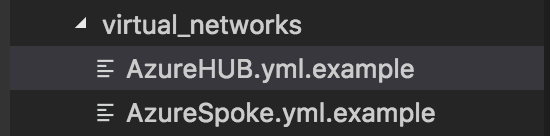 virtual_networks
AzureHUB.yml.example
AzureSpoke.yml.example